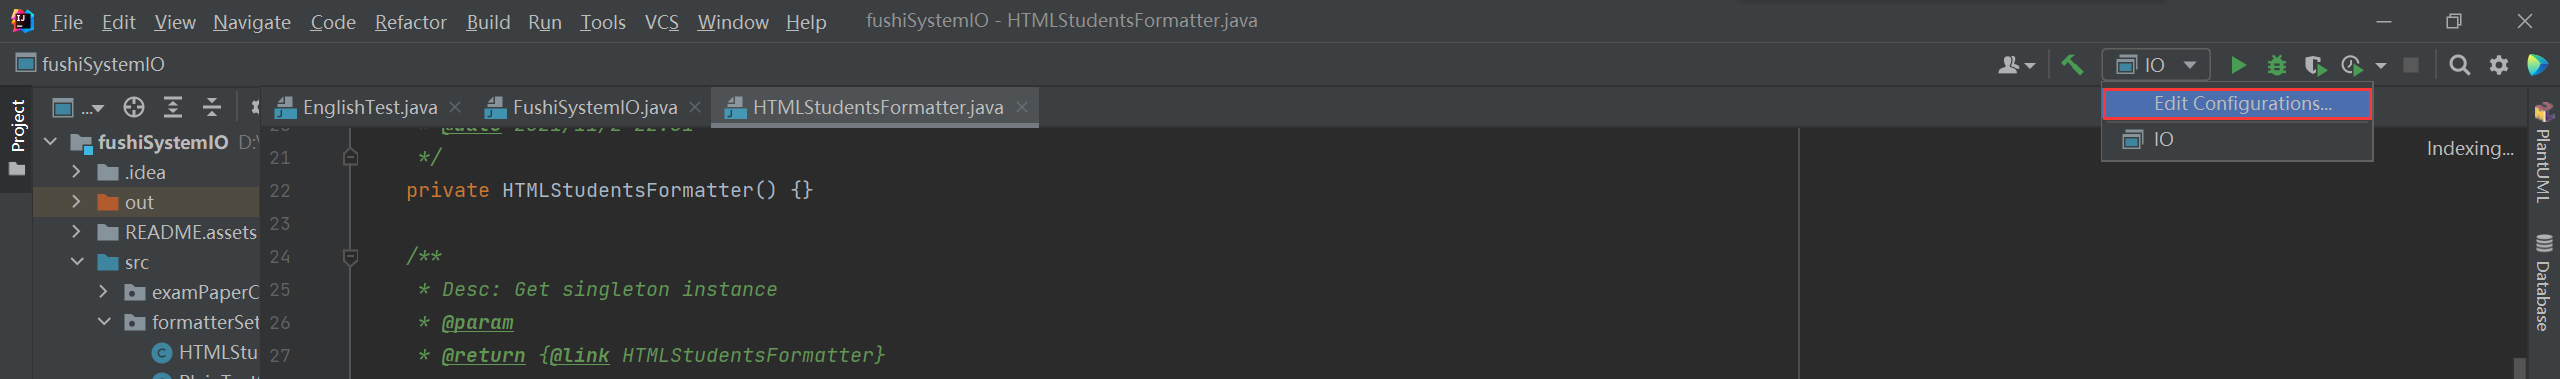 File Edit View Navigate Code Refactor Build Run Tools VCS Window Help fushiSystemIO - HTMLStudentsFormatter.java
fushiSystemIO
IO
Edit Configurations...
IO
Indexing...
Project
...
EnglishTest.java
FushiSystemIO.java
HTMLStudentsFormatter.java
fushiSystemIO
.idea
out
README.assets
src
examPaperC
formatterSet
HTMLStu
21 */
22 private HTMLStudentsFormatter() {}
23
24 /**
25 * Desc: Get singleton instance
26 * @param
27 * @return {@link HTMLStudentsFormatter}
PlantUML
Database